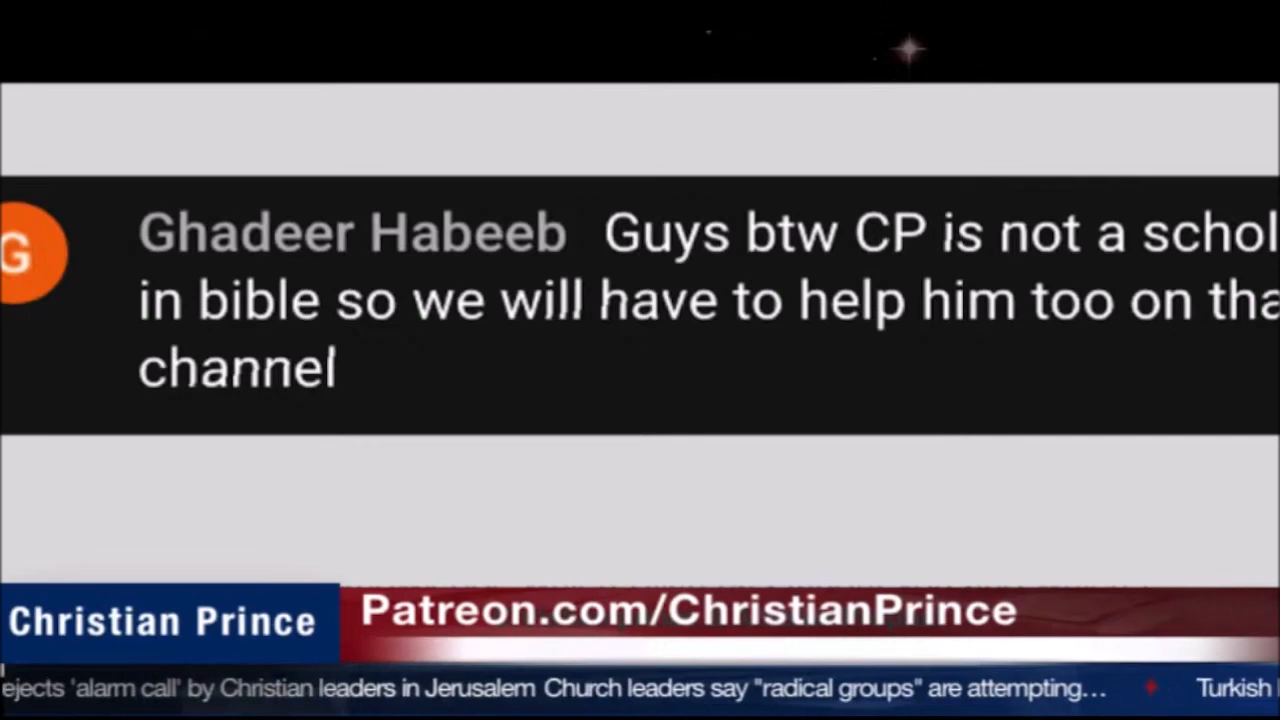 G
Ghadeer Habeeb Guys btw CP is not a schol
in bible so we will have to help him too on tha
channel
Christian Prince
Patreon.com/ChristianPrince
ejects 'alarm call' by Christian leaders in Jerusalem Church leaders say "radical groups" are attempting... Turkish